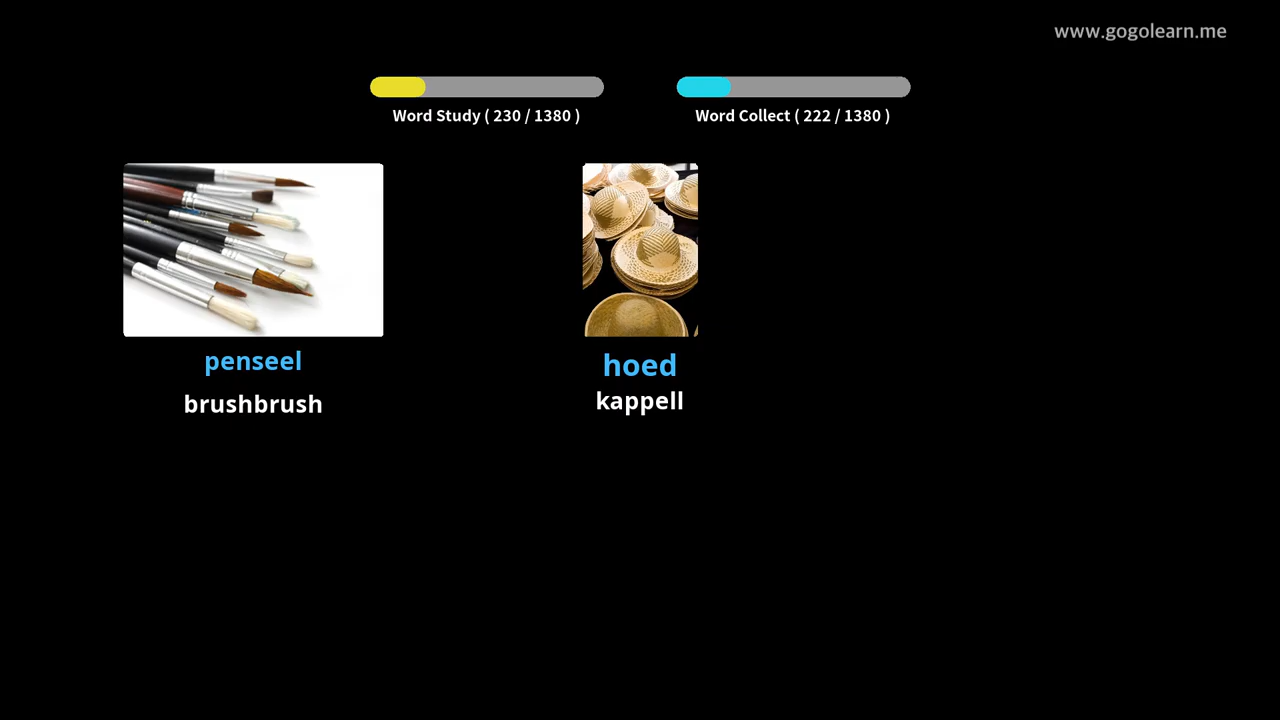 www.gogolearn.me
Word Study ( 230 / 1380 )
Word Collect ( 222 / 1380 )
penseel
brushbrush
hoed
kappell